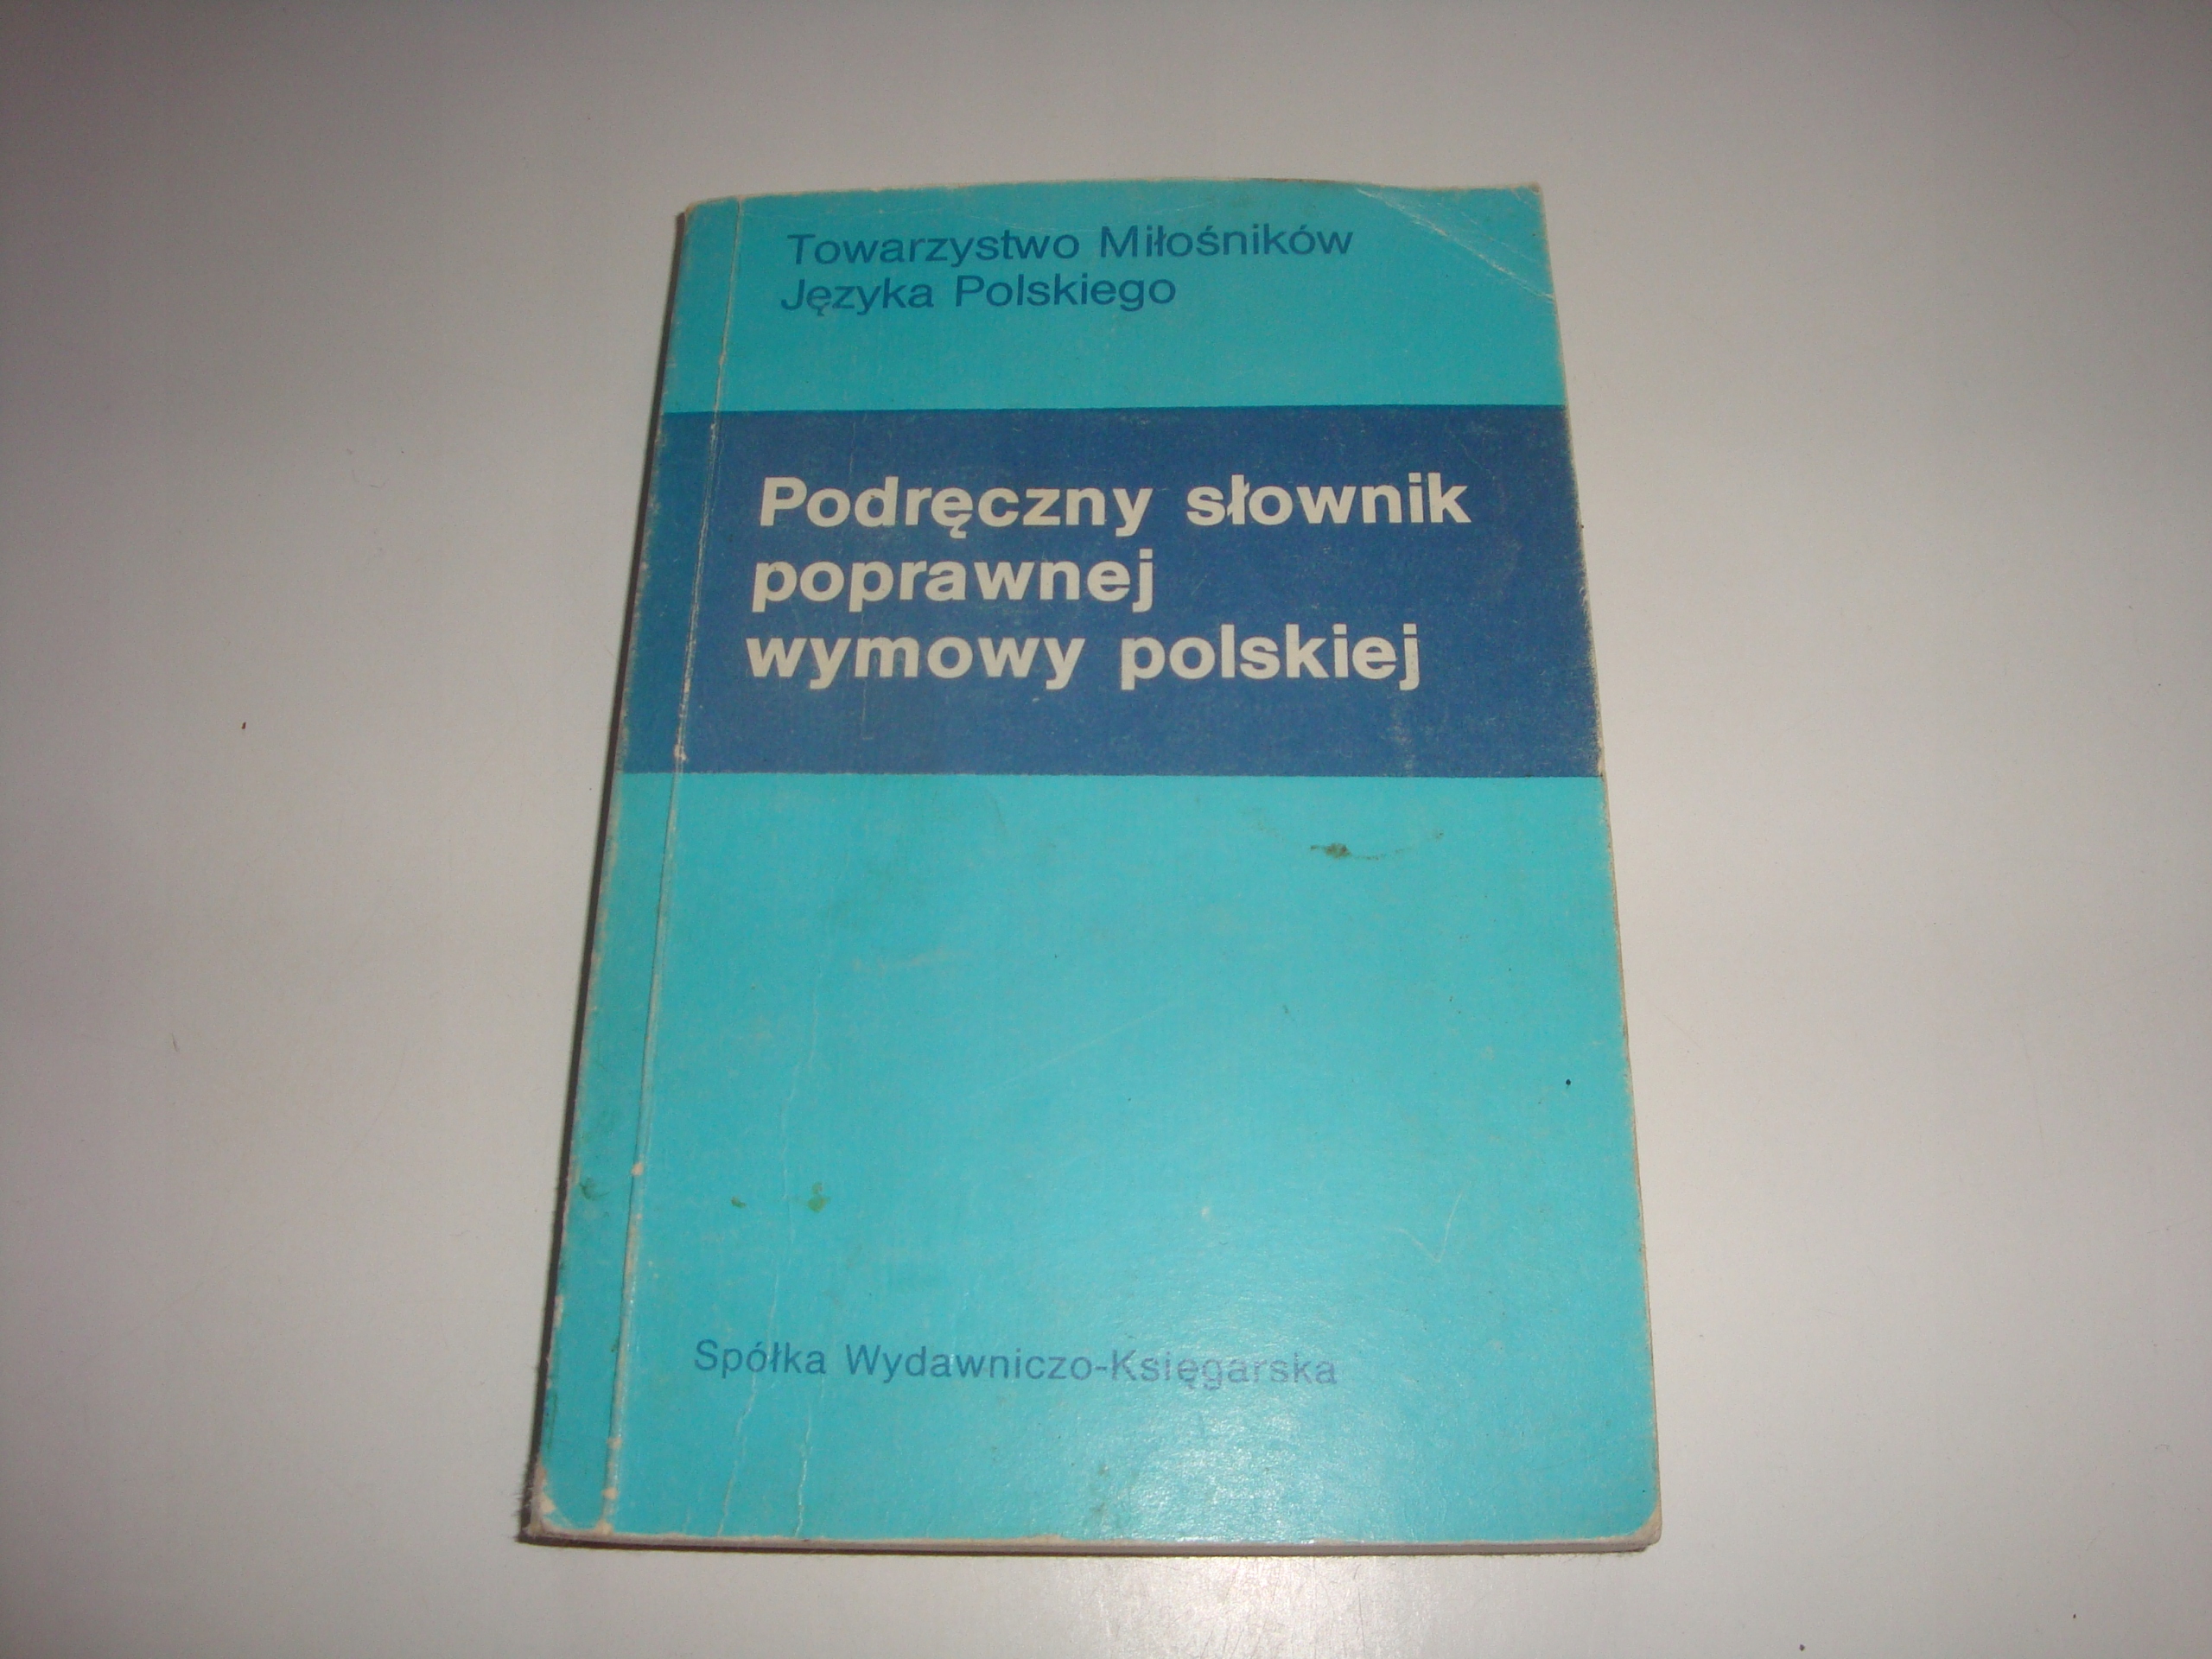 Towarzystwo Miłośników
Języka Polskiego
Podręczny słownik
poprawnej
wymowy polskiej
Spółka Wydawniczo-Księgarska